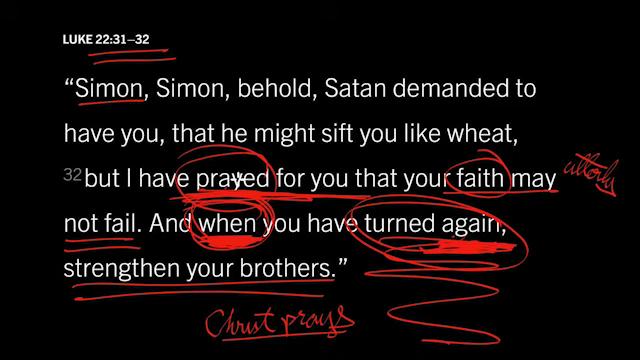 LUKE 22:31–32
“Simon, Simon, behold, Satan demanded to
have you, that he might sift you like wheat,
32 but I have prayed for you that your faith may
utterly
not fail. And when you have turned again,
strengthen your brothers.”
Christ prays